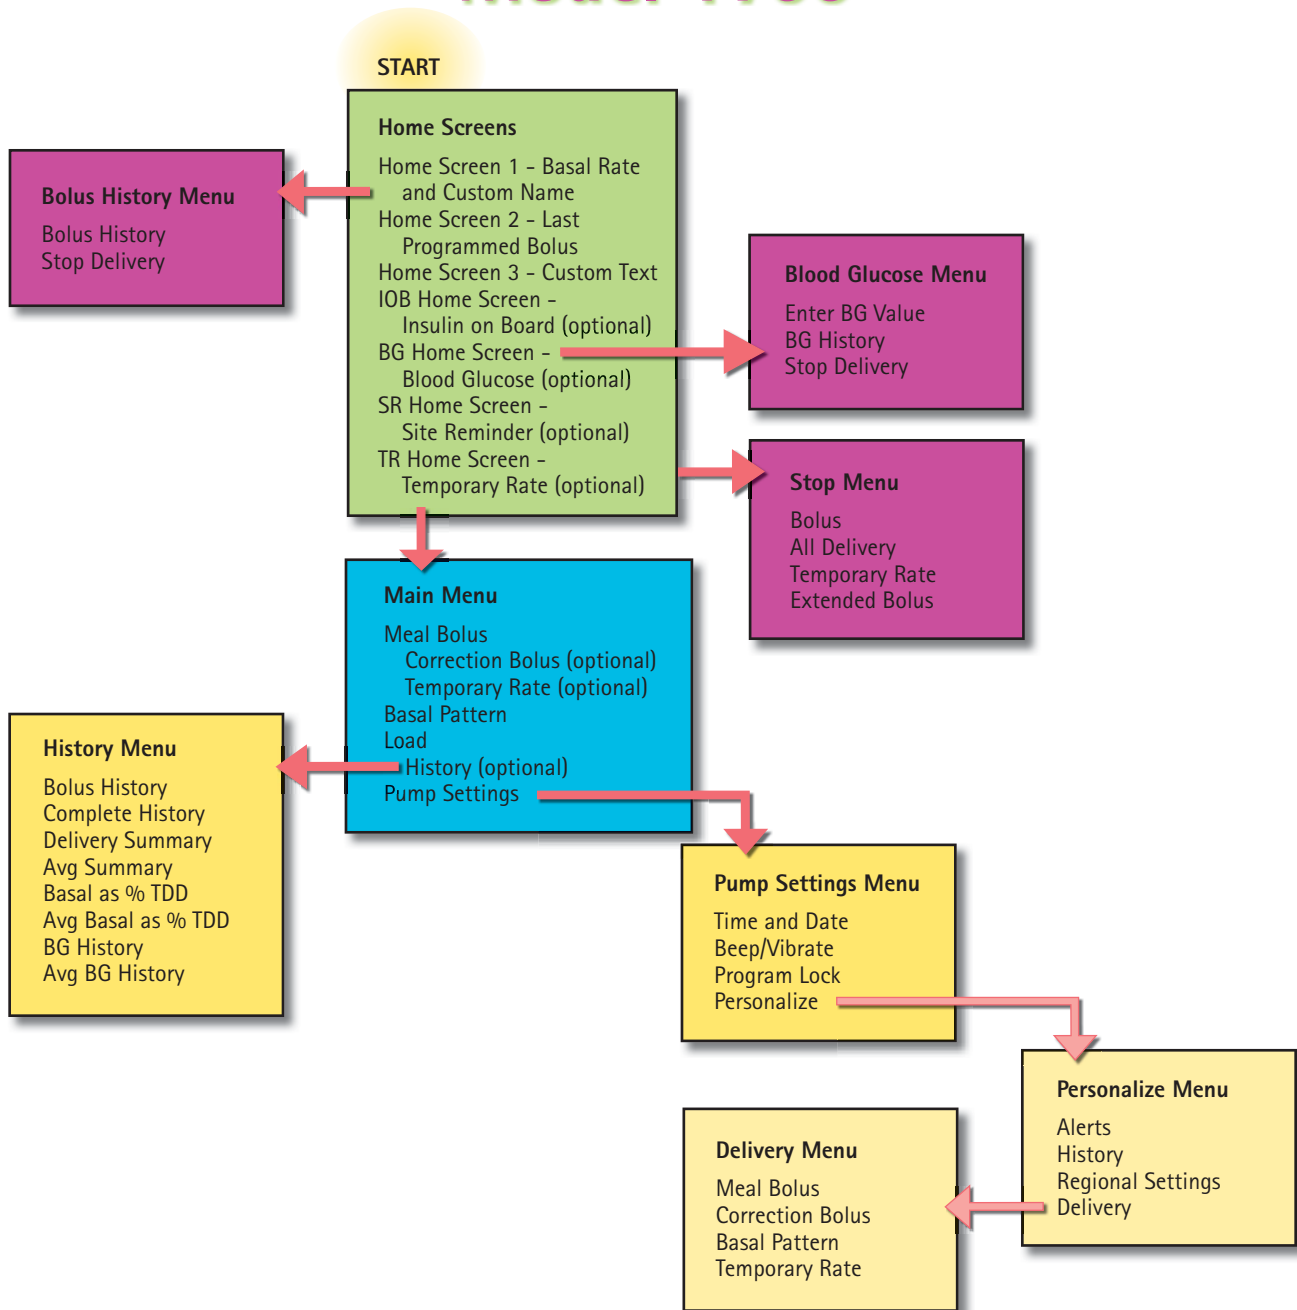 START
Home Screens
Home Screen 1 - Basal Rate
and Custom Name
Home Screen 2 - Last
Programmed Bolus
Home Screen 3 - Custom Text
IOB Home Screen -
Insulin on Board (optional)
BG Home Screen -
Blood Glucose (optional)
SR Home Screen -
Site Reminder (optional)
TR Home Screen -
Temporary Rate (optional)
Bolus History Menu
Bolus History
Stop Delivery
Blood Glucose Menu
Enter BG Value
BG History
Stop Delivery
Stop Menu
Bolus
All Delivery
Temporary Rate
Extended Bolus
Main Menu
Meal Bolus
Correction Bolus (optional)
Temporary Rate (optional)
Basal Pattern
Load
History (optional)
Pump Settings
History Menu
Bolus History
Complete History
Delivery Summary
Avg Summary
Basal as % TDD
Avg Basal as % TDD
BG History
Avg BG History
Pump Settings Menu
Time and Date
Beep/Vibrate
Program Lock
Personalize
Personalize Menu
Alerts
History
Regional Settings
Delivery
Delivery Menu
Meal Bolus
Correction Bolus
Basal Pattern
Temporary Rate